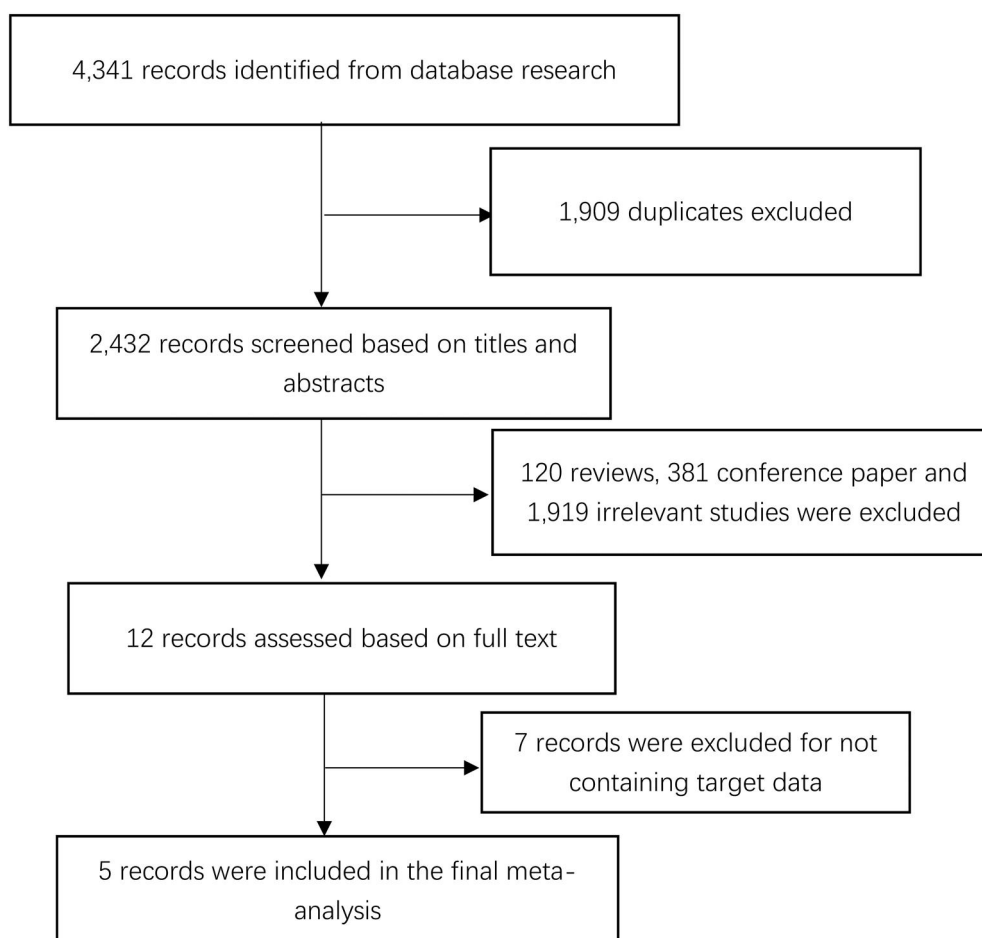 4,341 records identified from database research
1,909 duplicates excluded
2,432 records screened based on titles and
abstracts
120 reviews, 381 conference paper and
1,919 irrelevant studies were excluded
12 records assessed based on full text
7 records were excluded for not
containing target data
5 records were included in the final meta-
analysis